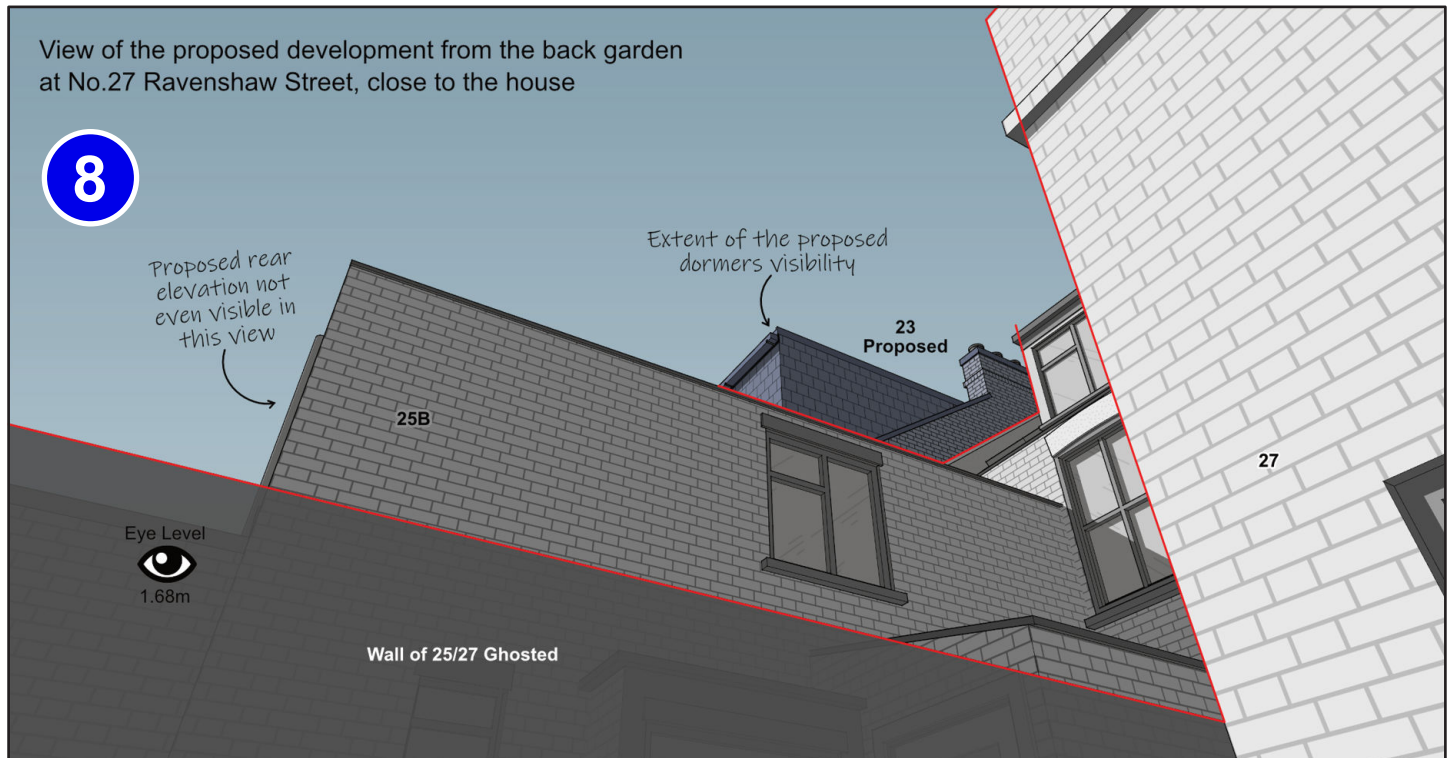 View of the proposed development from the back garden
at No.27 Ravenshaw Street, close to the house
8
Proposed rear
elevation not
even visible in
this view
Extent of the proposed
dormers visibility
23
Proposed
25B
27
Eye Level
1.68m
Wall of 25/27 Ghosted